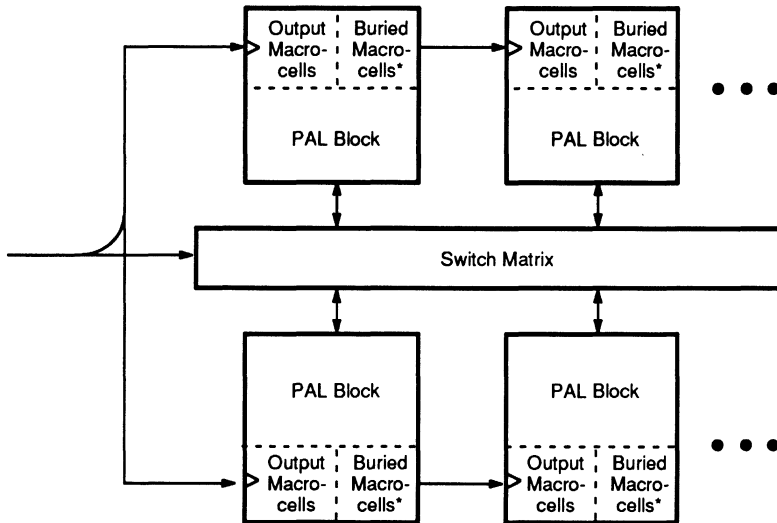 Output
Macro-
cells
Buried
Macro-
cells*
PAL Block
Output
Macro-
cells
Buried
Macro-
cells*
PAL Block
Switch Matrix
PAL Block
Output
Macro-
cells
Buried
Macro-
cells*
PAL Block
Output
Macro-
cells
Buried
Macro-
cells*